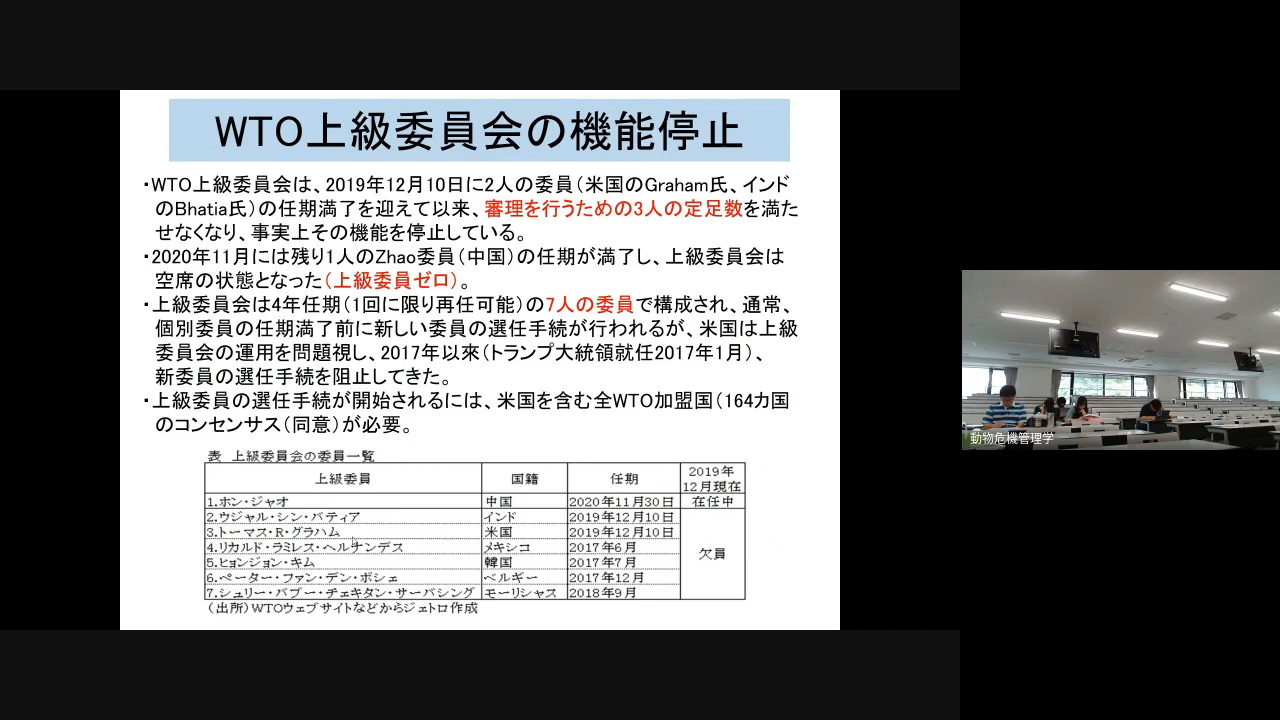 WTO上級委員会の機能停止
・WTO上級委員会は、2019年12月10日に2人の委員（米国のGraham氏、インド
のBhatia氏）の任期満了を迎えて以来、審理を行うための3人の定足数を満た
せなくなり、事実上その機能を停止している。
・2020年11月には残り1人のZhao委員（中国）の任期が満了し、上級委員会は
空席の状態となった（上級委員ゼロ）。
・上級委員会は4年任期（1回に限り再任可能）の7人の委員で構成され、通常、
個別委員の任期満了前に新しい委員の選任手続が行われるが、米国は上級
委員会の運用を問題視し、2017年以来（トランプ大統領就任2017年1月）、
新委員の選任手続を阻止してきた。
・上級委員の選任手続が開始されるには、米国を含む全WTO加盟国（164カ国
のコンセンサス（同意）が必要。
表 上級委員会の委員一覧
上級委員 国籍 任期 2019年12月現在
1.ホン・ジャオ 中国 2020年11月30日 在任中
2.ウジャル・シン・バティア インド 2019年12月10日
3.トーマス・R・グラハム 米国 2019年12月10日
4.リカルド・ラミレス・ヘルナンデス メキシコ 2017年6月
欠員
5.ヒョンジョン・キム 韓国 2017年7月
6.ペーター・ファン・デン・ボシェ ベルギー 2017年12月
7.シュリー・バブー・チェキタン・サーバシング モーリシャス 2018年9月
（出所）WTOウェブサイトなどからジェトロ作成
動物危機管理学